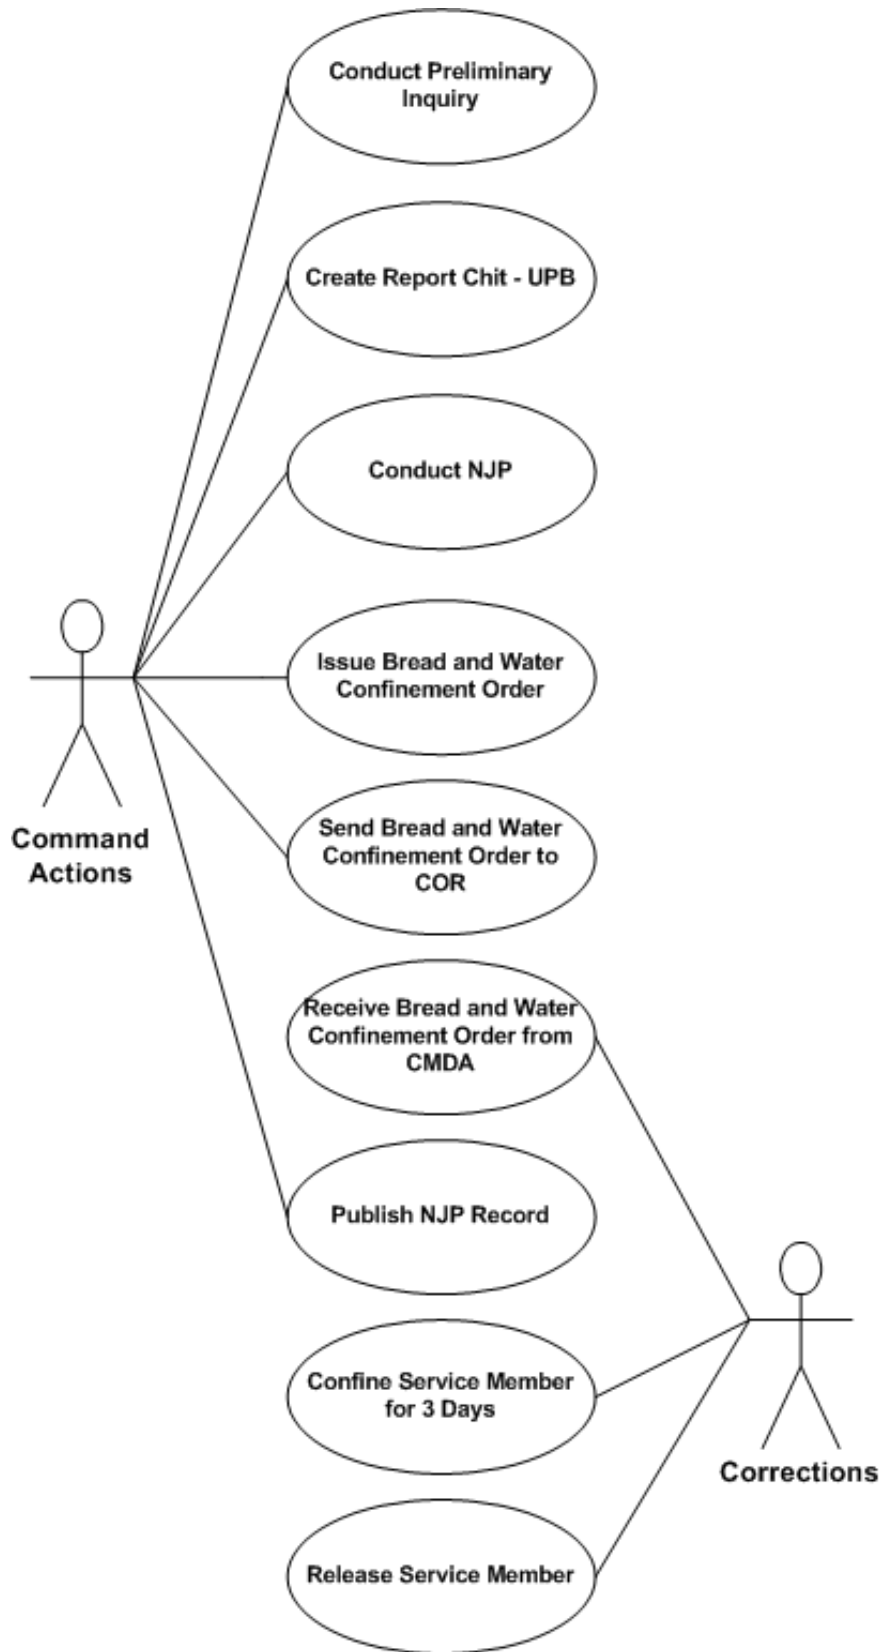 Conduct Preliminary
Inquiry
Create Report Chit - UPB
Conduct NJP
Issue Bread and Water
Confinement Order
Command
Actions
Send Bread and Water
Confinement Order to
COR
Receive Bread and Water
Confinement Order from
CMDA
Publish NJP Record
Confine Service Member
for 3 Days
Corrections
Release Service Member